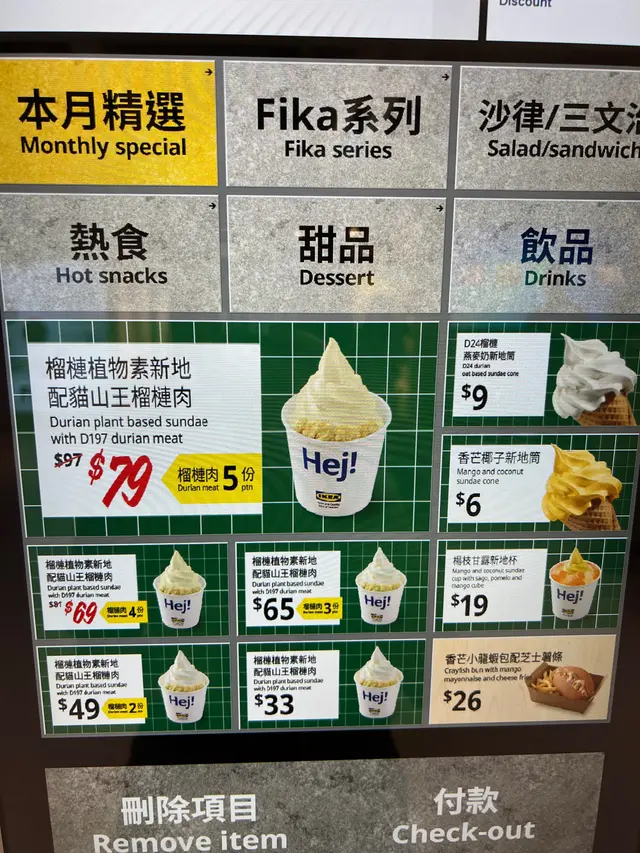 Discount
本月精選
Monthly special
Fika系列
Fika series
沙律/三文治
Salad/sandwich
熱食
Hot snacks
甜品
Dessert
飲品
Drinks
榴槤植物素新地
配貓山王榴槤肉
Durian plant based sundae
with D197 durian meat
$97 $79
榴槤肉 5 份
Durian meat ptn
Hej!
IKEA
D24榴槤
燕麥奶新地筒
D24 durian
oat based sundae cone
$9
香芒椰子新地筒
Mango and coconut
sundae cone
$6
榴槤植物素新地
配貓山王榴槤肉
Durian plant based sundae
with D197 durian meat
$81 $69
榴槤肉 4 份
Durian meat ptn
Hej!
榴槤植物素新地
配貓山王榴槤肉
Durian plant based sundae
with D197 durian meat
$65
榴槤肉 3 份
Durian meat ptn
Hej!
楊枝甘露新地杯
Mango and coconut sundae
cup with sago, pomelo and
mango cube
$19
Hej!
榴槤植物素新地
配貓山王榴槤肉
Durian plant based sundae
with D197 durian meat
$49
榴槤肉 2 份
Durian meat ptn
Hej!
榴槤植物素新地
配貓山王榴槤肉
Durian plant based sundae
with D197 durian meat
$33
Hej!
香芒小龍蝦包配芝士薯條
Crayfish bun with mango
mayonnaise and cheese fries
$26
刪除項目
Remove item
付款
Check-out